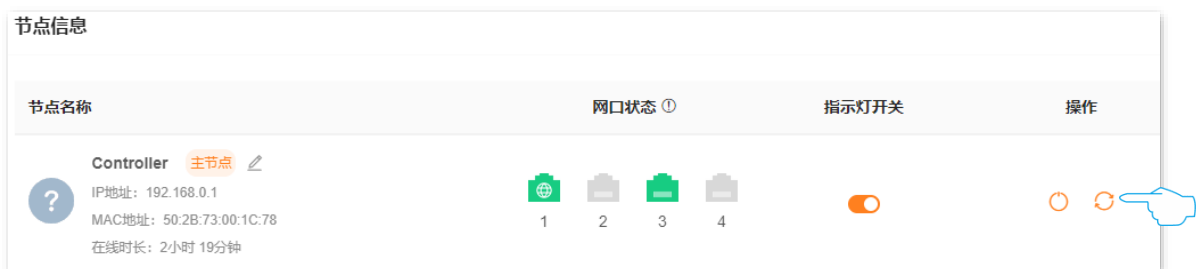 节点信息
节点名称 网口状态 指示灯开关 操作
Controller 主节点
IP地址：192.168.0.1
MAC地址：50:2B:73:00:1C:78
在线时长：2小时 19分钟
1 2 3 4